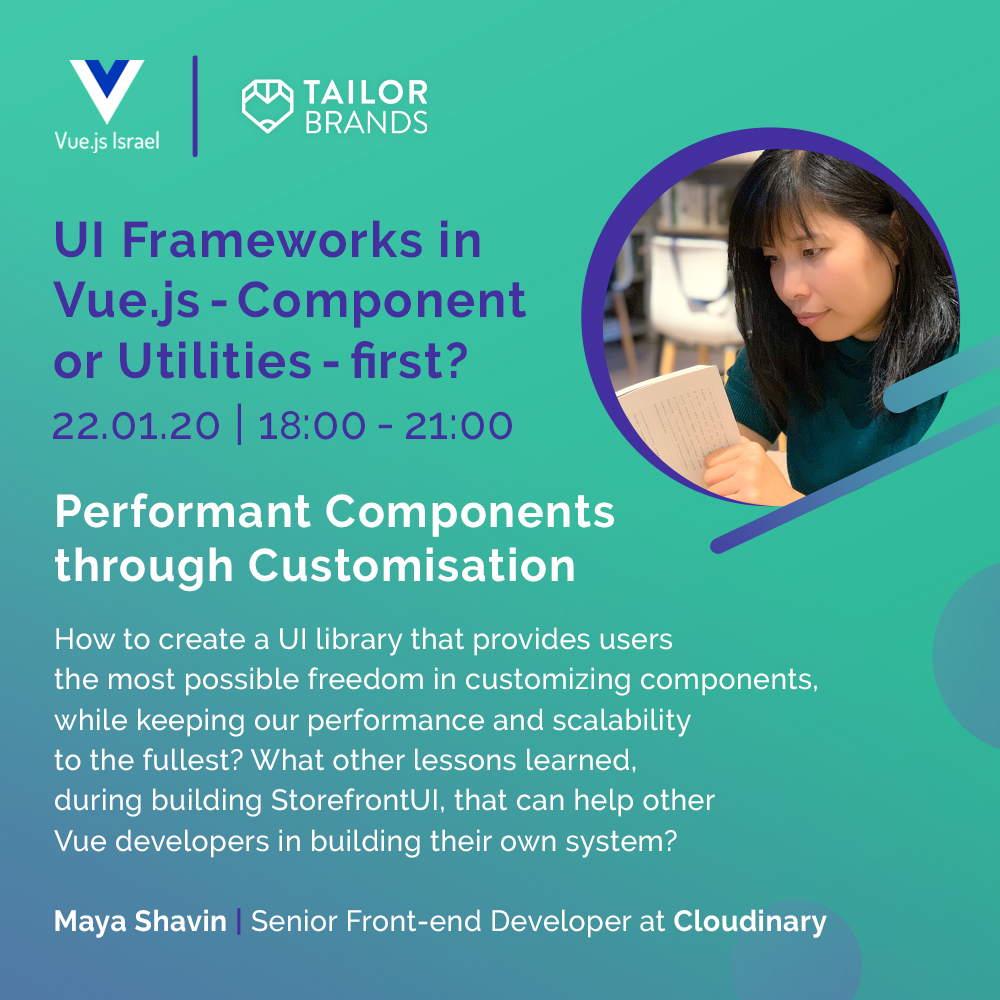 Vue.js Israel
TAILOR
BRANDS
UI Frameworks in
Vue.js - Component
or Utilities - first?
22.01.20 | 18:00 - 21:00
Performant Components
through Customisation
How to create a UI library that provides users
the most possible freedom in customizing components,
while keeping our performance and scalability
to the fullest? What other lessons learned,
during building StorefrontUI, that can help other
Vue developers in building their own system?
Maya Shavin | Senior Front-end Developer at Cloudinary